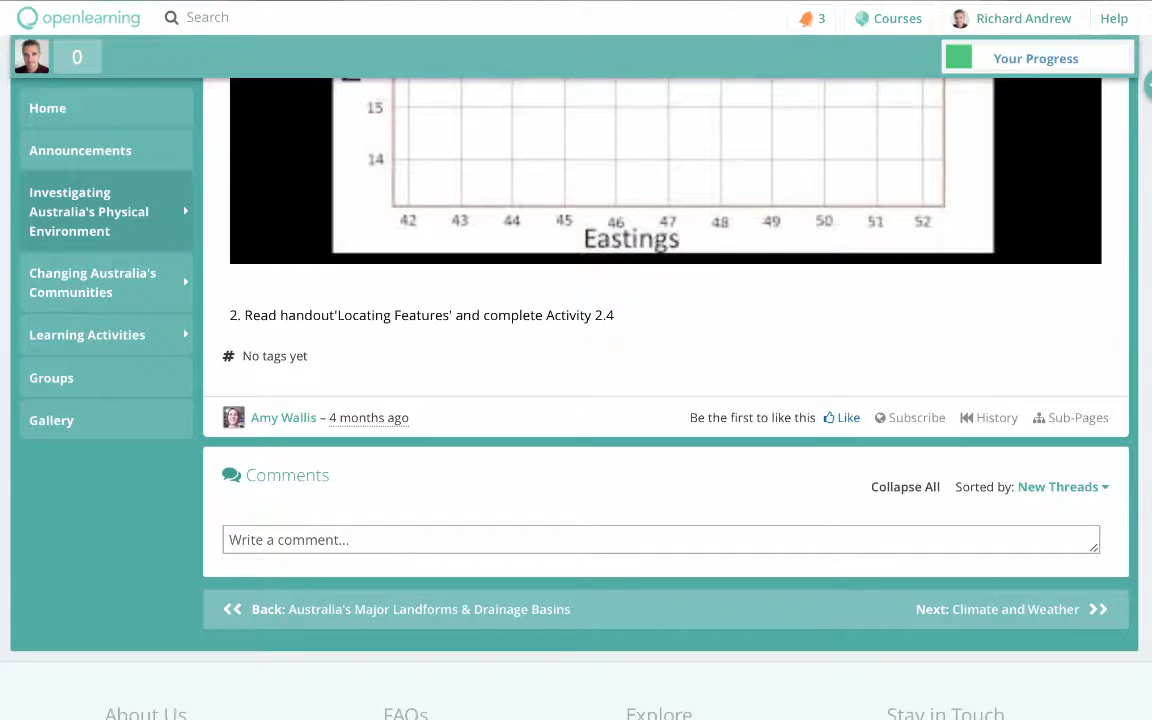 openlearning
Search
3
Courses
Richard Andrew
Help
0
Your Progress
Home
Announcements
Investigating
Australia's Physical
Environment
Changing Australia's
Communities
Learning Activities
Groups
Gallery
15
14
42 43 44 45 46 47 48 49 50 51 52
Eastings
2. Read handout'Locating Features' and complete Activity 2.4
# No tags yet
Amy Wallis – 4 months ago
Be the first to like this Like Subscribe History Sub-Pages
Comments
Collapse All Sorted by: New Threads
Write a comment...
Back: Australia's Major Landforms & Drainage Basins
Next: Climate and Weather
About Us
FAQs
Explore
Stay in Touch